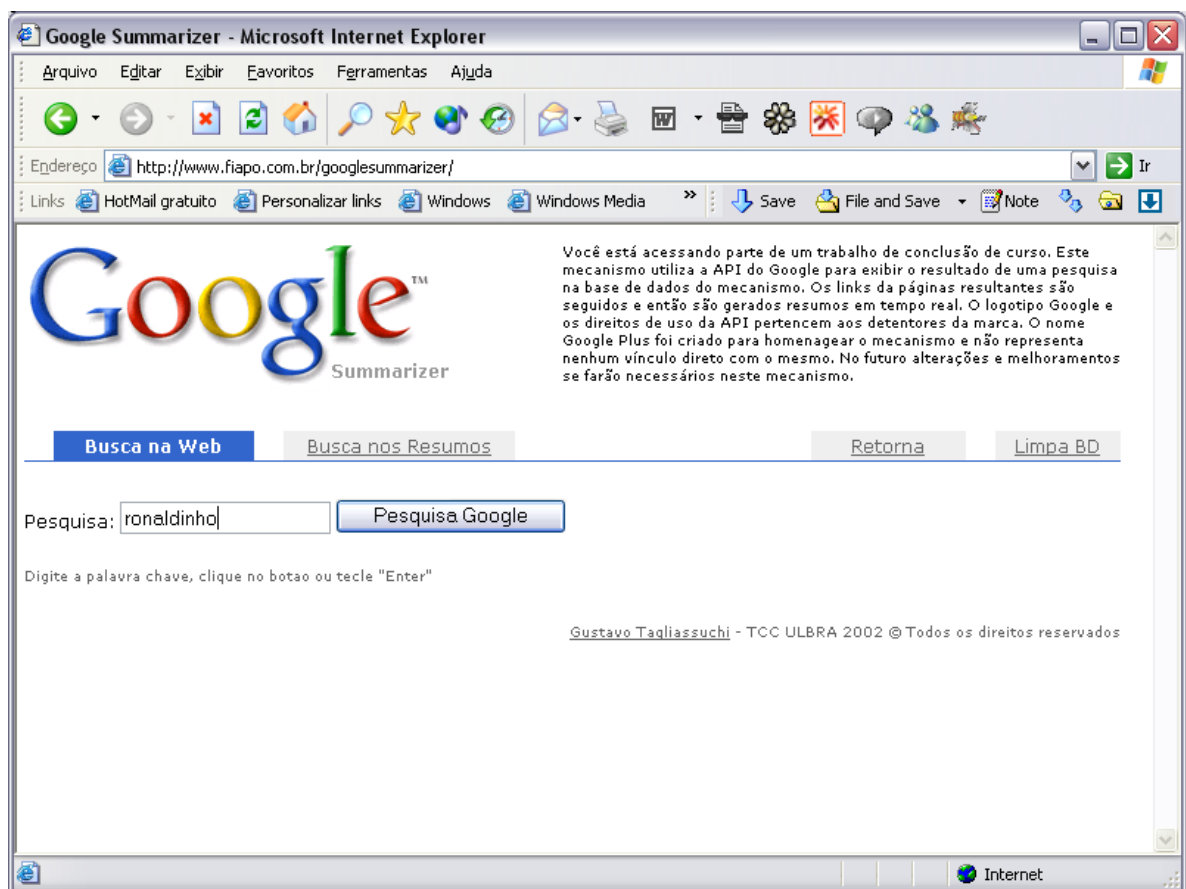 Google Summarizer - Microsoft Internet Explorer
Arquivo Editar Exibir Favoritos Ferramentas Ajuda
Endereço http://www.fiapo.com.br/googlesummarizer/ Ir
Links HotMail gratuito Personalizar links Windows Windows Media » Save File and Save Note
Google™
Summarizer
Você está acessando parte de um trabalho de conclusão de curso. Este
mecanismo utiliza a API do Google para exibir o resultado de uma pesquisa
na base de dados do mecanismo. Os links da páginas resultantes são
seguidos e então são gerados resumos em tempo real. O logotipo Google e
os direitos de uso da API pertencem aos detentores da marca. O nome
Google Plus foi criado para homenagear o mecanismo e não representa
nenhum vínculo direto com o mesmo. No futuro alterações e melhoramentos
se farão necessários neste mecanismo.
Busca na Web Busca nos Resumos Retorna Limpa BD
Pesquisa: ronaldinho Pesquisa Google
Digite a palavra chave, clique no botao ou tecle "Enter"
Gustavo Tagliassuchi - TCC ULBRA 2002 © Todos os direitos reservados
Internet